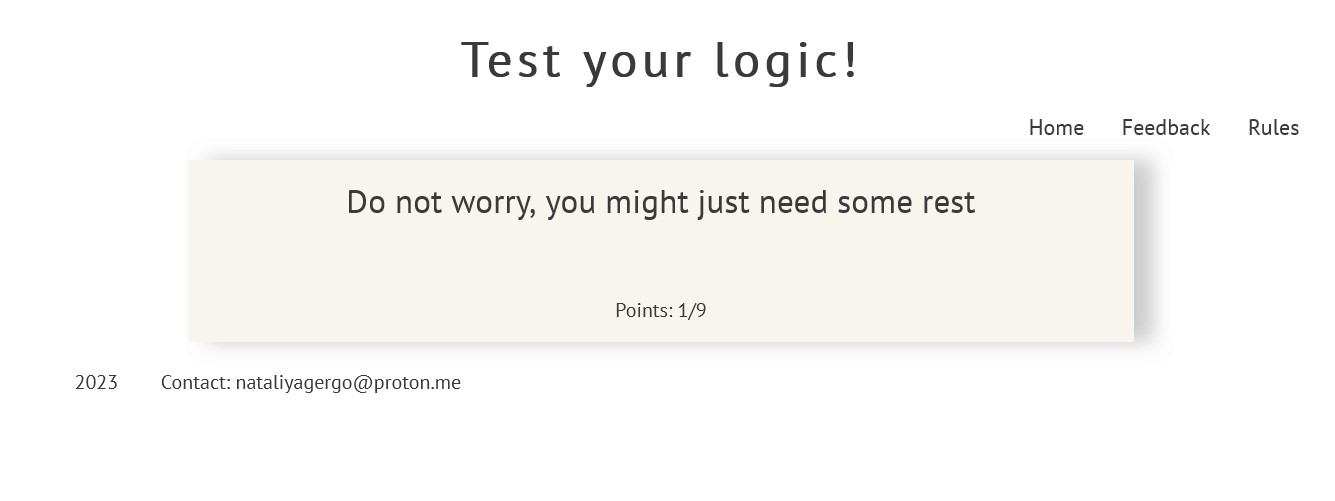 Test your logic!
Home Feedback Rules
Do not worry, you might just need some rest
Points: 1/9
2023 Contact: nataliyagergo@proton.me